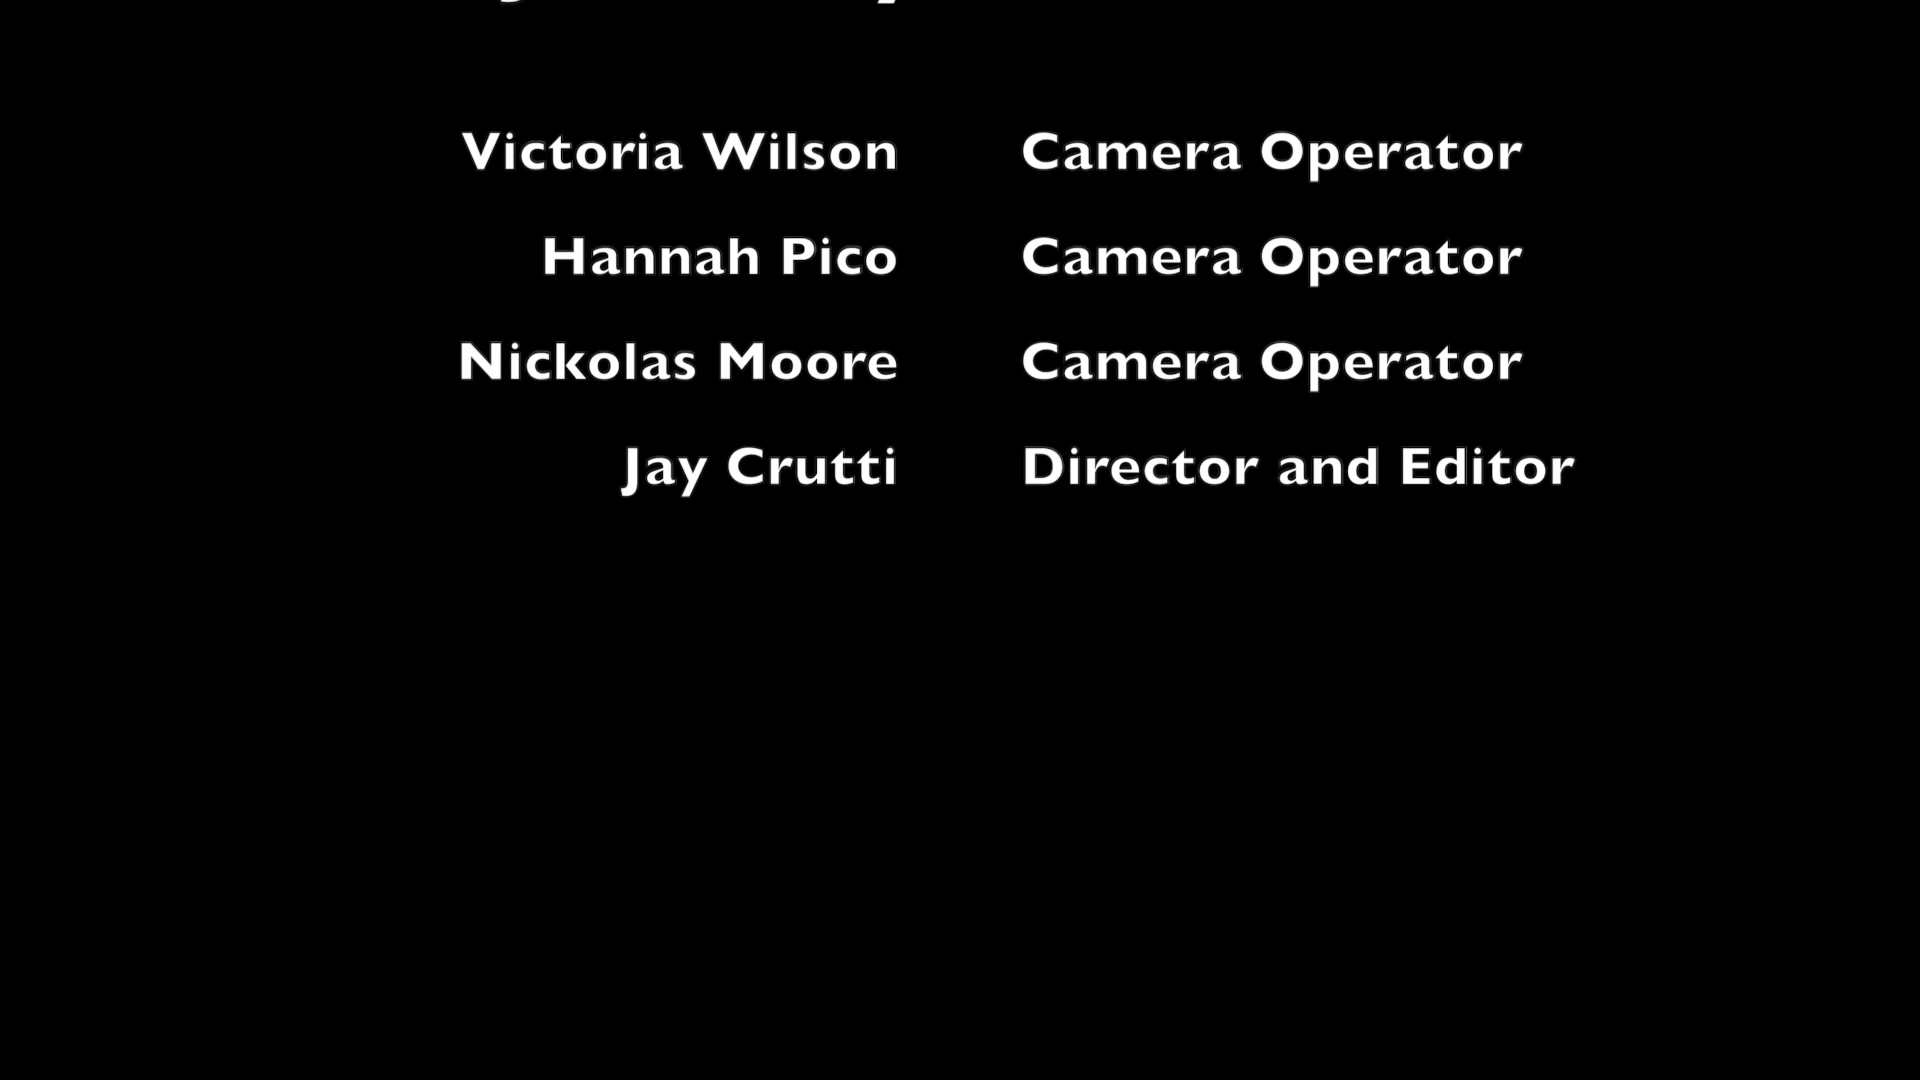 Victoria Wilson Camera Operator
Hannah Pico Camera Operator
Nickolas Moore Camera Operator
Jay Crutti Director and Editor